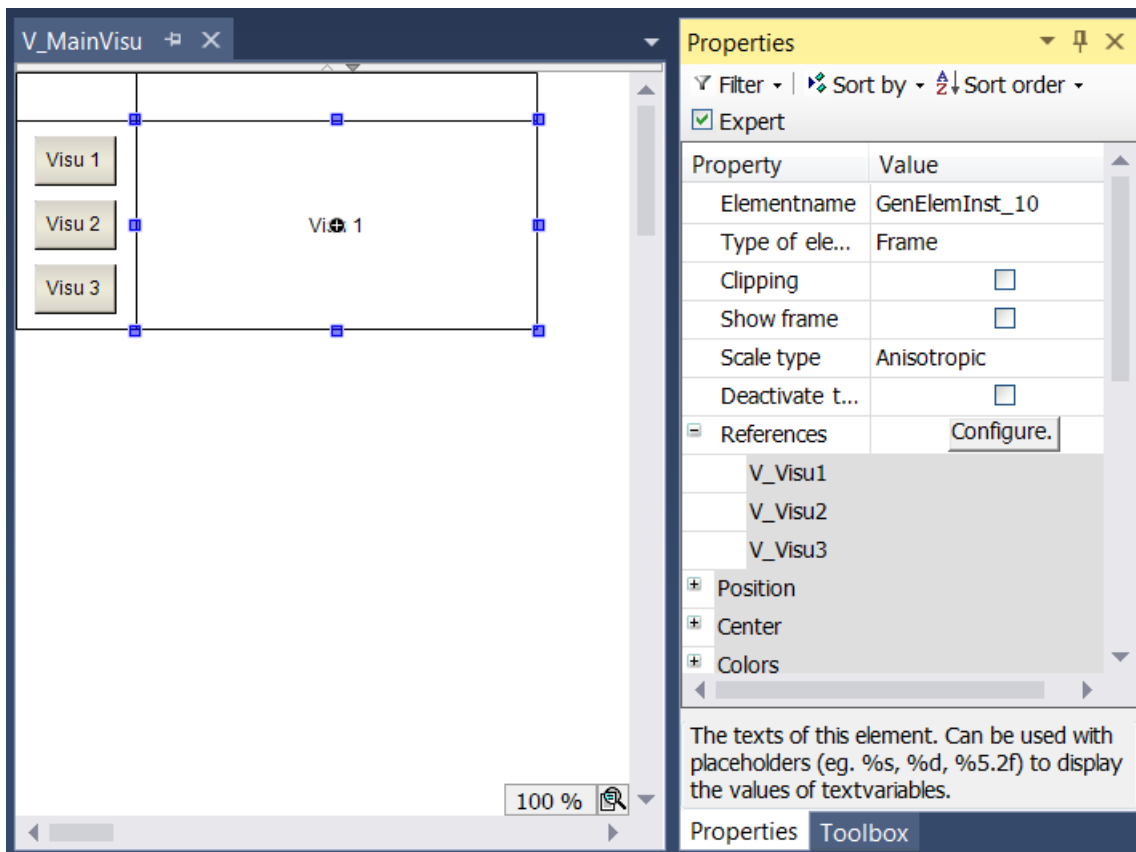 V_MainVisu
Visu 1
Visu 2
Visu 3
Visu 1
100 %
Properties
Filter
Sort by
Sort order
Expert
Property Value
Elementname GenElemInst_10
Type of ele... Frame
Clipping
Show frame
Scale type Anisotropic
Deactivate t...
References Configure.
V_Visu1
V_Visu2
V_Visu3
Position
Center
Colors
The texts of this element. Can be used with
placeholders (eg. %s, %d, %5.2f) to display
the values of textvariables.
Properties Toolbox